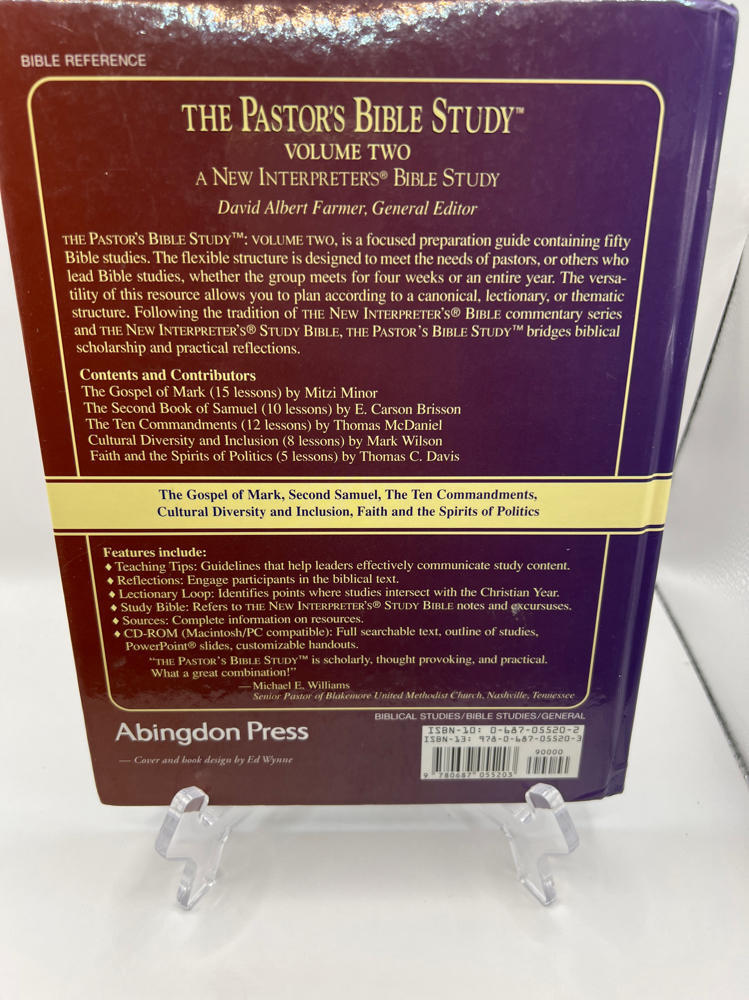 BIBLE REFERENCE
THE PASTOR'S BIBLE STUDY™
VOLUME TWO
A NEW INTERPRETER'S® BIBLE STUDY
David Albert Farmer, General Editor
THE PASTOR'S BIBLE STUDY™: VOLUME TWO, is a focused preparation guide containing fifty
Bible studies. The flexible structure is designed to meet the needs of pastors, or others who
lead Bible studies, whether the group meets for four weeks or an entire year. The versa-
tility of this resource allows you to plan according to a canonical, lectionary, or thematic
structure. Following the tradition of THE NEW INTERPRETER'S® BIBLE commentary series
and THE NEW INTERPRETER'S® STUDY BIBLE, THE PASTOR'S BIBLE STUDY™ bridges biblical
scholarship and practical reflections.
Contents and Contributors
The Gospel of Mark (15 lessons) by Mitzi Minor
The Second Book of Samuel (10 lessons) by E. Carson Brisson
The Ten Commandments (12 lessons) by Thomas McDaniel
Cultural Diversity and Inclusion (8 lessons) by Mark Wilson
Faith and the Spirits of Politics (5 lessons) by Thomas C. Davis
The Gospel of Mark, Second Samuel, The Ten Commandments,
Cultural Diversity and Inclusion, Faith and the Spirits of Politics
Features include:
♦ Teaching Tips: Guidelines that help leaders effectively communicate study content.
♦ Reflections: Engage participants in the biblical text.
♦ Lectionary Loop: Identifies points where studies intersect with the Christian Year.
♦ Study Bible: Refers to THE NEW INTERPRETER'S® STUDY BIBLE notes and excursuses.
♦ Sources: Complete information on resources.
♦ CD-ROM (Macintosh/PC compatible): Full searchable text, outline of studies,
PowerPoint® slides, customizable handouts.
"THE PASTOR'S BIBLE STUDY™ is scholarly, thought provoking, and practical.
What a great combination!"
—Michael E. Williams
Senior Pastor of Blakemore United Methodist Church, Nashville, Tennessee
BIBLICAL STUDIES/BIBLE STUDIES/GENERAL
Abingdon Press
— Cover and book design by Ed Wynne
ISBN-10: 0-687-05520-2
ISBN-13: 978-0-687-05520-3
90000
9 780687 055203